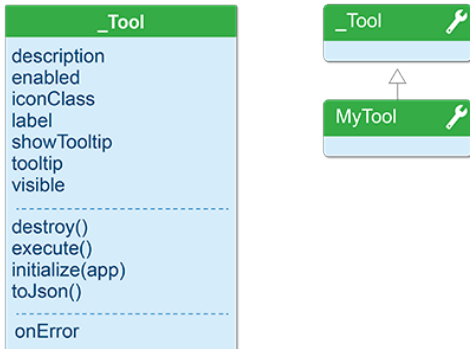 _Tool
description
enabled
iconClass
label
showTooltip
tooltip
visible
destroy()
execute()
initialize(app)
toJson()
onError
_Tool
MyTool